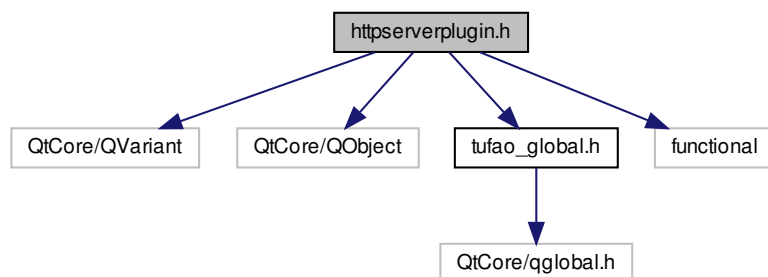 httpserverplugin.h
QtCore/QVariant
QtCore/QObject
tufao_global.h
functional
QtCore/qglobal.h